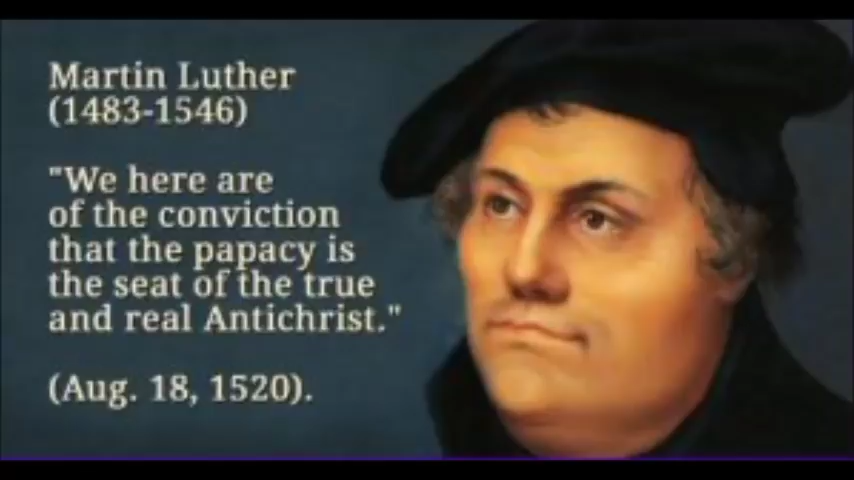 Martin Luther
(1483-1546)
"We here are
of the conviction
that the papacy is
the seat of the true
and real Antichrist."
(Aug. 18, 1520).